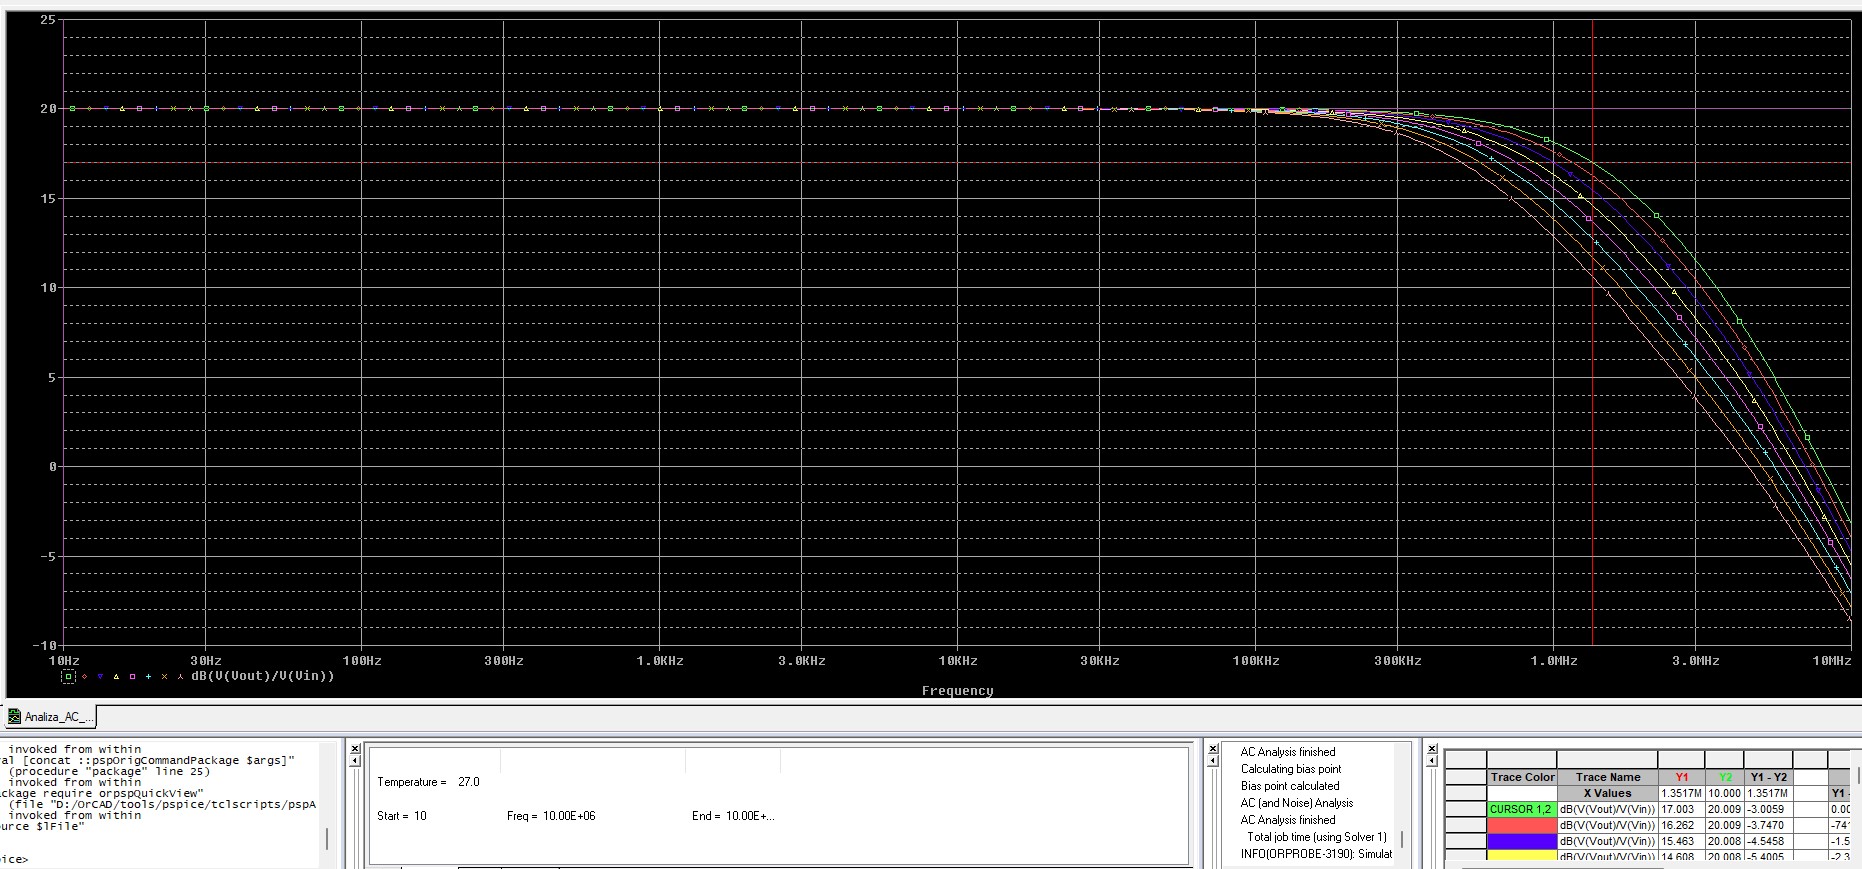 25
20
15
10
5
0
-5
-10
10Hz 30Hz 100Hz 300Hz 1.0KHz 3.0KHz 10KHz 30KHz 100KHz 300KHz 1.0MHz 3.0MHz 10MHz
dB(V(Vout)/V(Vin))
Frequency
Analiza_AC_...
invoked from within
al [concat ::pspOrigCommandPackage $args]"
(procedure "package" line 25)
invoked from within
ckage require orpspQuickView"
(file "D:/OrCAD/tools/pspice/tclscripts/pspA
invoked from within
urce $lFile"
ice>
Temperature = 27.0
Start = 10 Freq = 10.00E+06 End = 10.00E+...
AC Analysis finished
Calculating bias point
Bias point calculated
AC (and Noise) Analysis
AC Analysis finished
Total job time (using Solver 1)
INFO(ORPROBE-3190): Simulat
Trace Color Trace Name Y1 Y2 Y1 - Y2
X Values 1.3517M 10.000 1.3517M Y1 -
CURSOR 1,2 dB(V(Vout)/V(Vin)) 17.003 20.009 -3.0059 0.00
dB(V(Vout)/V(Vin)) 16.262 20.009 -3.7470 -741
dB(V(Vout)/V(Vin)) 15.463 20.008 -4.5458 -1.5
dB(V(Vout)/V(Vin)) 14.608 20.008 -5.4005 -2.3